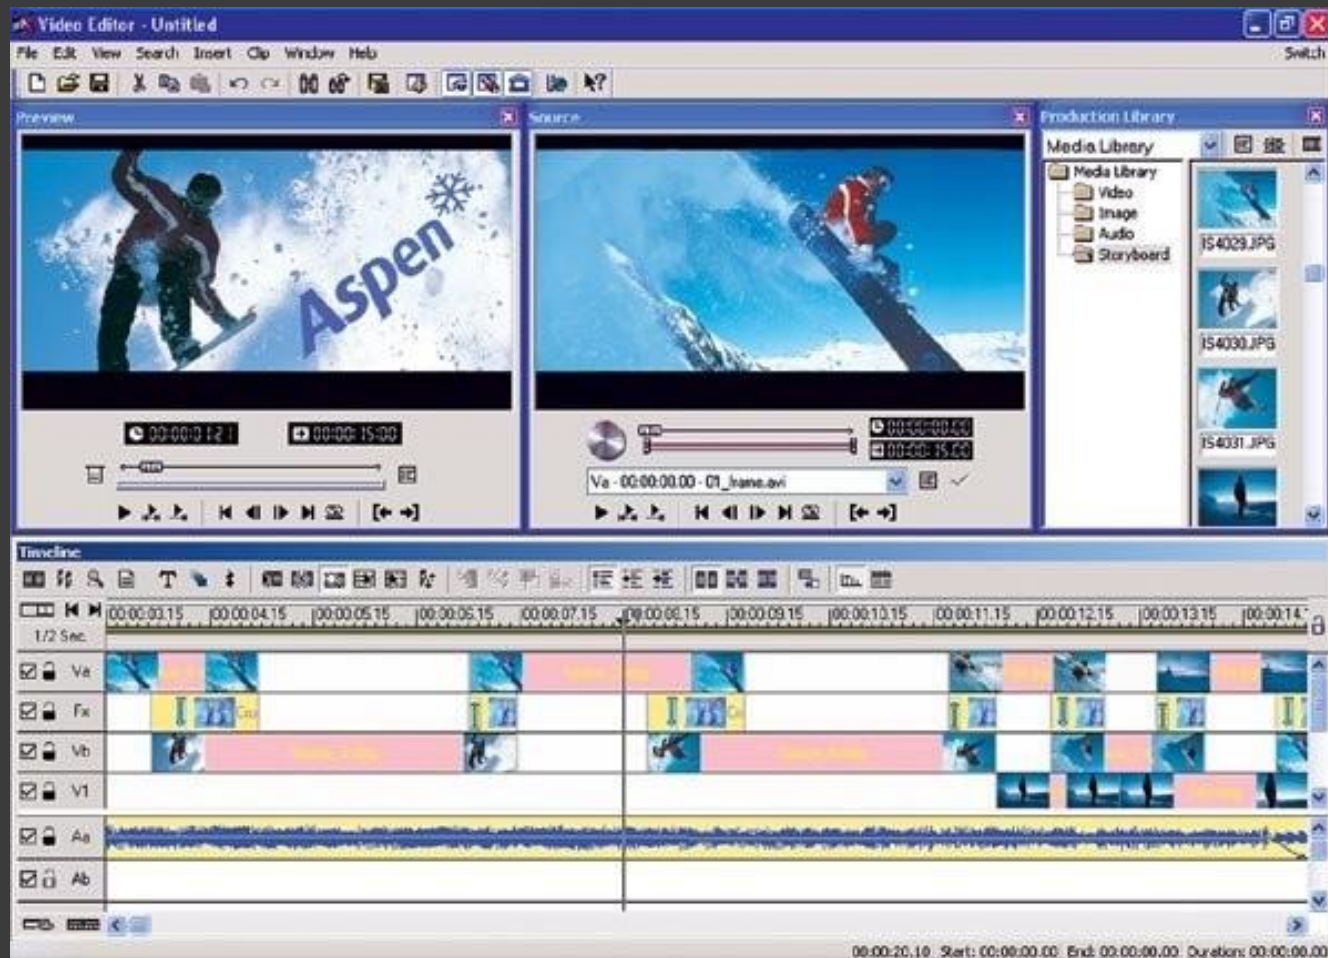 Video Editor - Untitled
File Edit View Search Insert Clip Window Help
Switch
Preview
Source
Production Library
Media Library
Media Library
Video
Image
Audio
Storyboard
IS4029.JPG
IS4030.JPG
IS4031.JPG
Aspen
00:00:01:21
00:00:15:00
00:00:00.00
00:00:15.00
Va - 00:00:00.00 - 01_frame.avi
Timeline
00:00:03.15 00:00:04.15 00:00:05.15 00:00:06.15 00:00:07.15 00:00:08.15 00:00:09.15 00:00:10.15 00:00:11.15 00:00:12.15 00:00:13.15 00:00:14.
1/2 Sec.
Va
Fx
Vb
V1
Aa
Ab
00:00:20.10 Start: 00:00:00.00 End: 00:00:00.00 Duration: 00:00:00.00